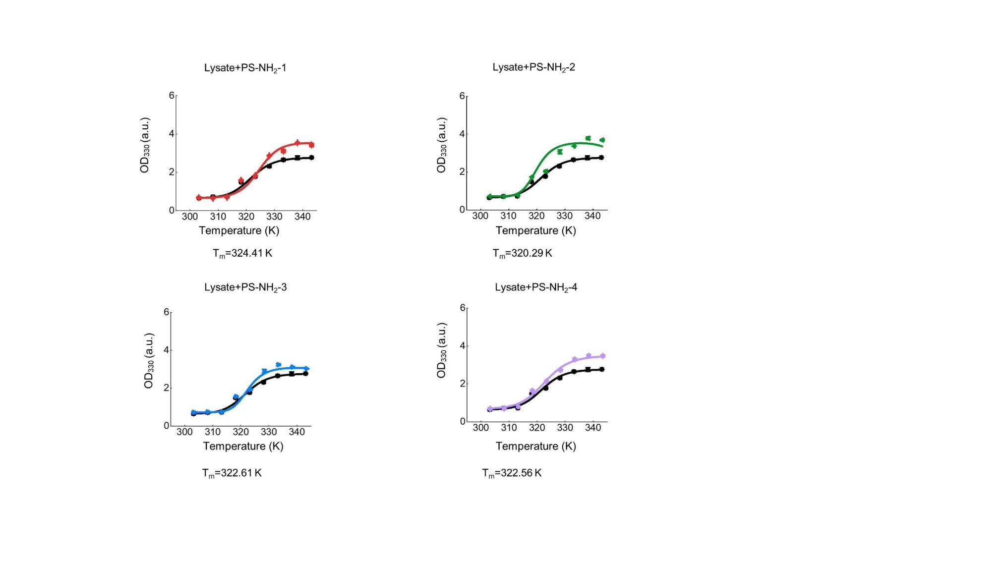 Lysate+PS-NH2-1
6
4
2
0
OD330 (a.u.)
300 310 320 330 340
Temperature (K)
Tm=324.41 K
Lysate+PS-NH2-2
6
4
2
0
OD330 (a.u.)
300 310 320 330 340
Temperature (K)
Tm=320.29 K
Lysate+PS-NH2-3
6
4
2
0
OD330 (a.u.)
300 310 320 330 340
Temperature (K)
Tm=322.61 K
Lysate+PS-NH2-4
6
4
2
0
OD330 (a.u.)
300 310 320 330 340
Temperature (K)
Tm=322.56 K